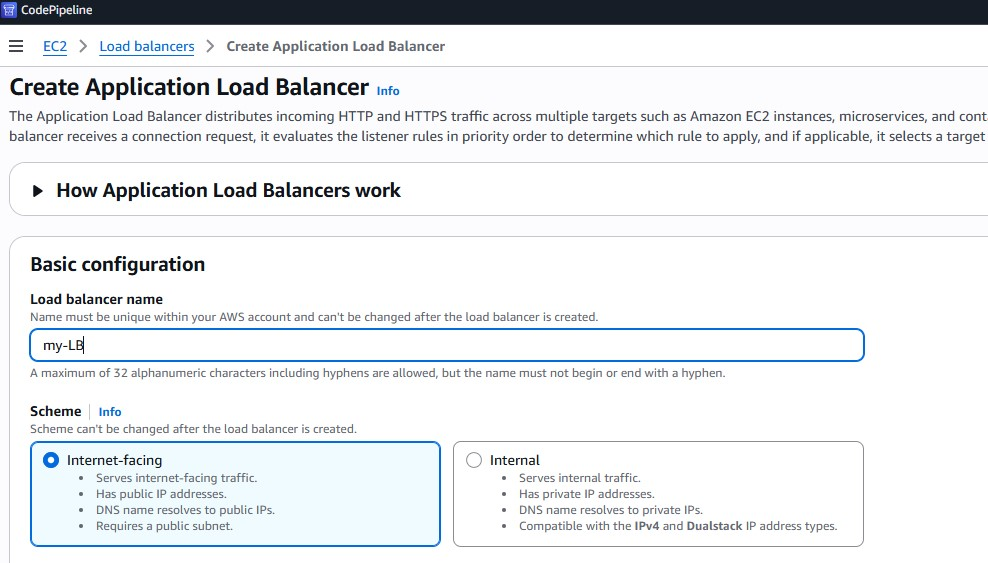 CodePipeline
EC2 > Load balancers > Create Application Load Balancer
Create Application Load Balancer Info
The Application Load Balancer distributes incoming HTTP and HTTPS traffic across multiple targets such as Amazon EC2 instances, microservices, and
balancer receives a connection request, it evaluates the listener rules in priority order to determine which rule to apply, and if applicable, it selects a target
How Application Load Balancers work
Basic configuration
Load balancer name
Name must be unique within your AWS account and can't be changed after the load balancer is created.
my-LB
A maximum of 32 alphanumeric characters including hyphens are allowed, but the name must not begin or end with a hyphen.
Scheme | Info
Scheme can't be changed after the load balancer is created.
Internet-facing
• Serves internet-facing traffic.
• Has public IP addresses.
• DNS name resolves to public IPs.
• Requires a public subnet.
Internal
• Serves internal traffic.
• Has private IP addresses.
• DNS name resolves to private IPs.
• Compatible with the IPv4 and Dualstack IP address types.